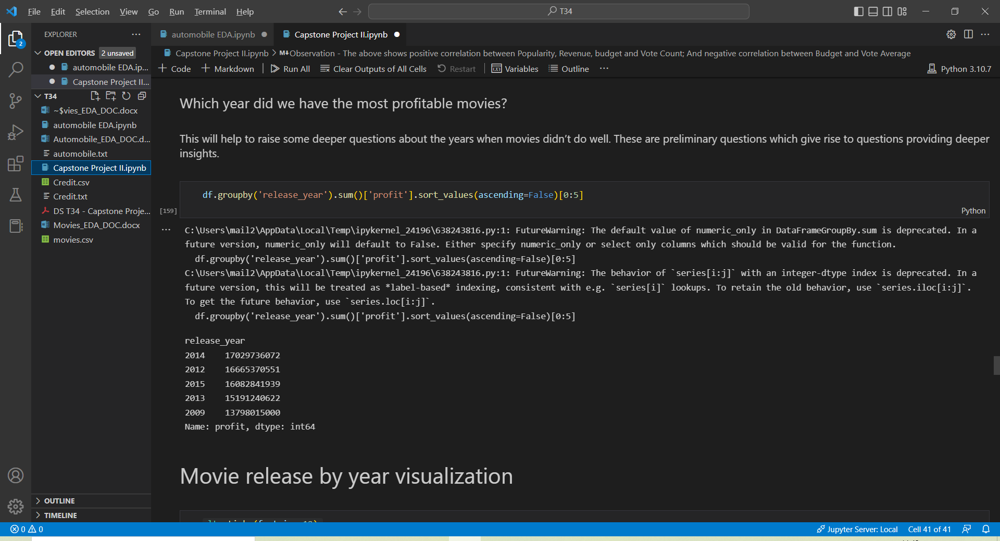 File Edit Selection View Go Run Terminal Help
T34
EXPLORER
OPEN EDITORS 2 unsaved
automobile EDA.ip...
Capstone Project II....
T34
~$vies_EDA_DOC.docx
automobile EDA.ipynb
Automobile_EDA_DOC.d...
automobile.txt
Capstone Project II.ipynb
Credit.csv
Credit.txt
DS T34 - Capstone Proje...
Movies_EDA_DOC.docx
movies.csv
OUTLINE
TIMELINE
automobile EDA.ipynb
Capstone Project II.ipynb
Capstone Project II.ipynb > M↓Observation - The above shows positive correlation between Popularity, Revenue, budget and Vote Count; And negative correlation between Budget and Vote Average
+ Code + Markdown Run All Clear Outputs of All Cells Restart Variables Outline ...
Python 3.10.7
Which year did we have the most profitable movies?
This will help to raise some deeper questions about the years when movies didn’t do well. These are preliminary questions which give rise to questions providing deeper
insights.
df.groupby('release_year').sum()['profit'].sort_values(ascending=False)[0:5]
[159]
Python
C:\Users\mail2\AppData\Local\Temp\ipykernel_24196\638243816.py:1: FutureWarning: The default value of numeric_only in DataFrameGroupBy.sum is deprecated. In a
future version, numeric_only will default to False. Either specify numeric_only or select only columns which should be valid for the function.
df.groupby('release_year').sum()['profit'].sort_values(ascending=False)[0:5]
C:\Users\mail2\AppData\Local\Temp\ipykernel_24196\638243816.py:1: FutureWarning: The behavior of `series[i:j]` with an integer-dtype index is deprecated. In a
future version, this will be treated as *label-based* indexing, consistent with e.g. `series[i]` lookups. To retain the old behavior, use `series.iloc[i:j]`.
To get the future behavior, use `series.loc[i:j]`.
df.groupby('release_year').sum()['profit'].sort_values(ascending=False)[0:5]
release_year
2014 17029736072
2012 16665370551
2015 16082841939
2013 15191240622
2009 13798015000
Name: profit, dtype: int64
Movie release by year visualization
0 0
Jupyter Server: Local Cell 41 of 41